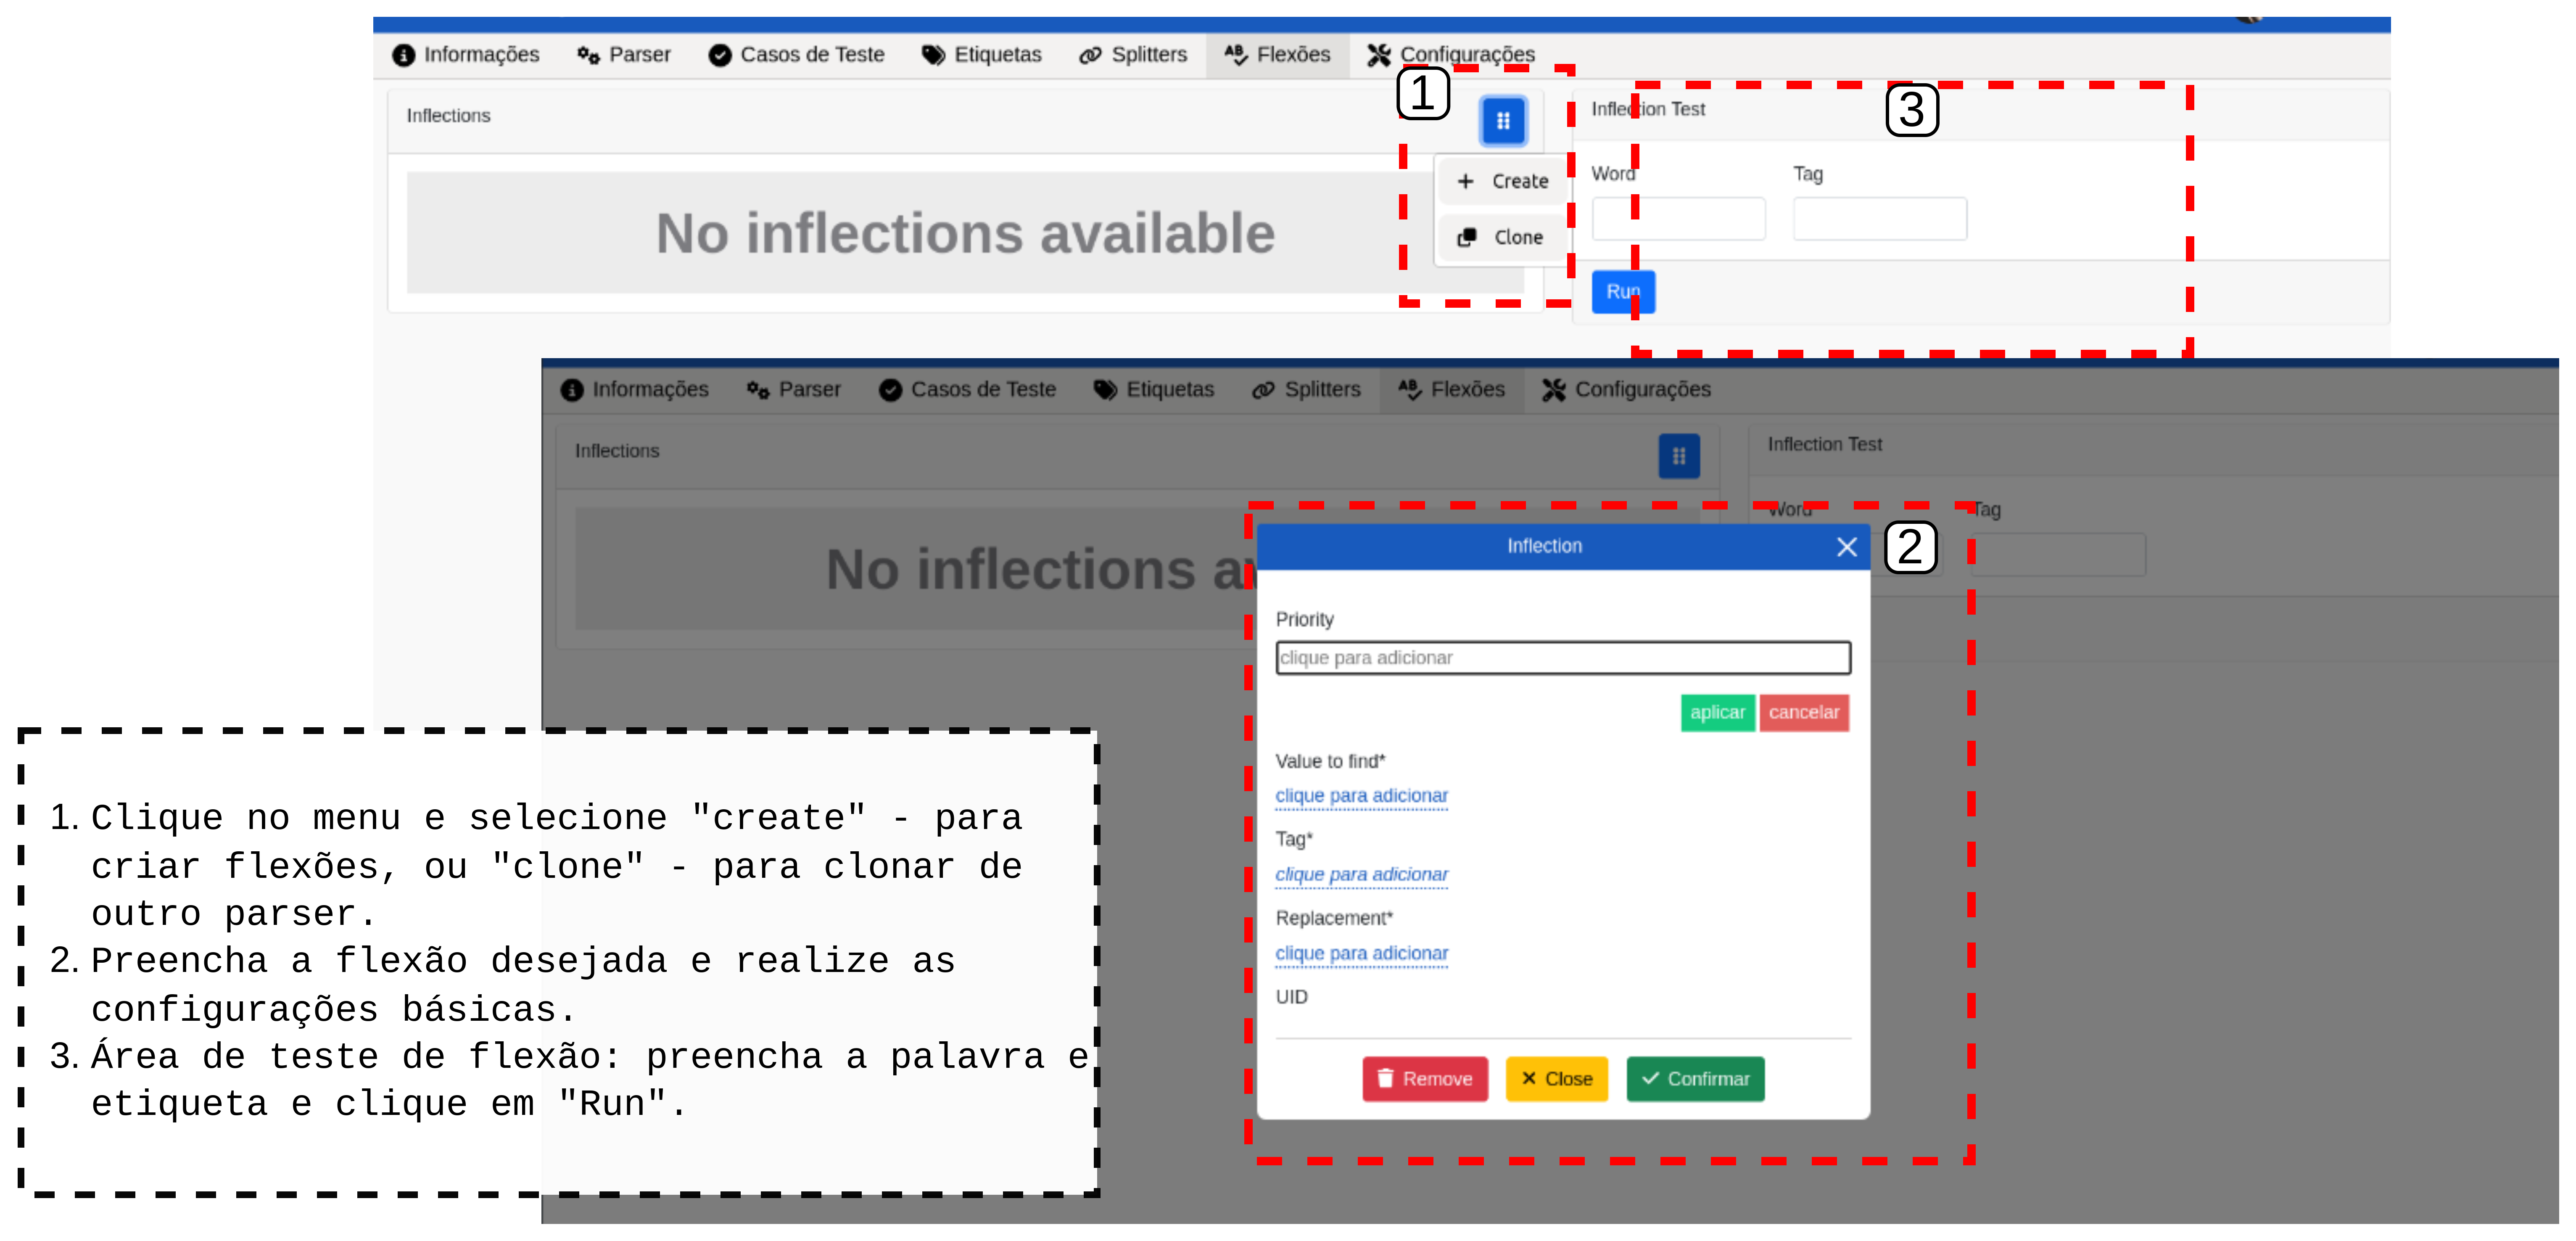 Informações Parser Casos de Teste Etiquetas Splitters Flexões Configurações
1
3
Inflections
Inflection Test
Create
Clone
Word Tag
No inflections available
Run
Informações Parser Casos de Teste Etiquetas Splitters Flexões Configurações
Inflections
Inflection Test
Word Tag
No inflections
2
Inflection
Priority
clique para adicionar
aplicar cancelar
Value to find*
clique para adicionar
Tag*
clique para adicionar
Replacement*
clique para adicionar
UID
Remove Close Confirmar
1. Clique no menu e selecione "create" - para
criar flexões, ou "clone" - para clonar de
outro parser.
2. Preencha a flexão desejada e realize as
configurações básicas.
3. Área de teste de flexão: preencha a palavra e
etiqueta e clique em "Run".